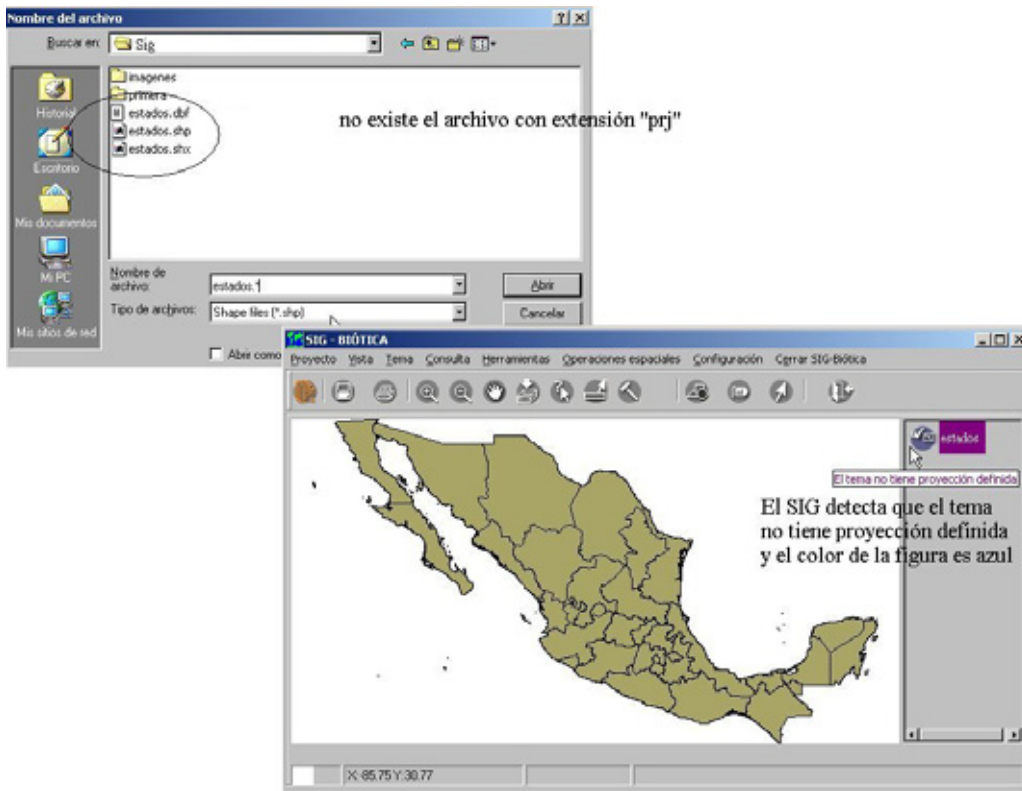 Nombre del archivo
Buscar en: Sig
imagenes
primera
estados.dbf
estados.shp
estados.shx
Historial
Escritorio
Mis documentos
Mi PC
Mis sitios de red
no existe el archivo con extensión "prj"
Nombre de
archivo: estados.*
Abrir
Tipo de archivos: Shape files (*.shp)
Cancelar
Abrir como
SIG - BIÓTICA
Proyecto Vista Tema Consulta Herramientas Operaciones espaciales Configuración Cerrar SIG-Biótica
estados
El tema no tiene proyección definida
El SIG detecta que el tema
no tiene proyección definida
y el color de la figura es azul
X:-85.75 Y:30.77